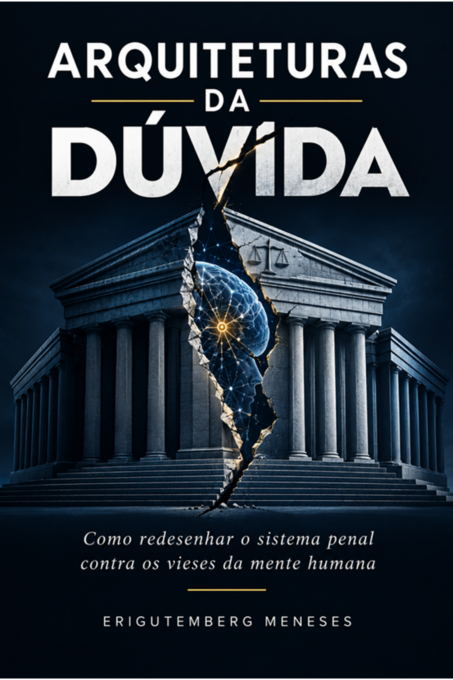 ARQUITETURAS
DA
DÚVIDA
Como redesenhar o sistema penal
contra os vieses da mente humana
ERIGUTEMBERG MENESES